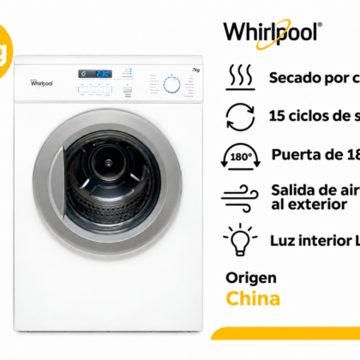 Whirlpool
7kg
Whirlpool
Secado por c
15 ciclos de s
180°
Puerta de 18
Salida de air
al exterior
Luz interior L
Origen
China